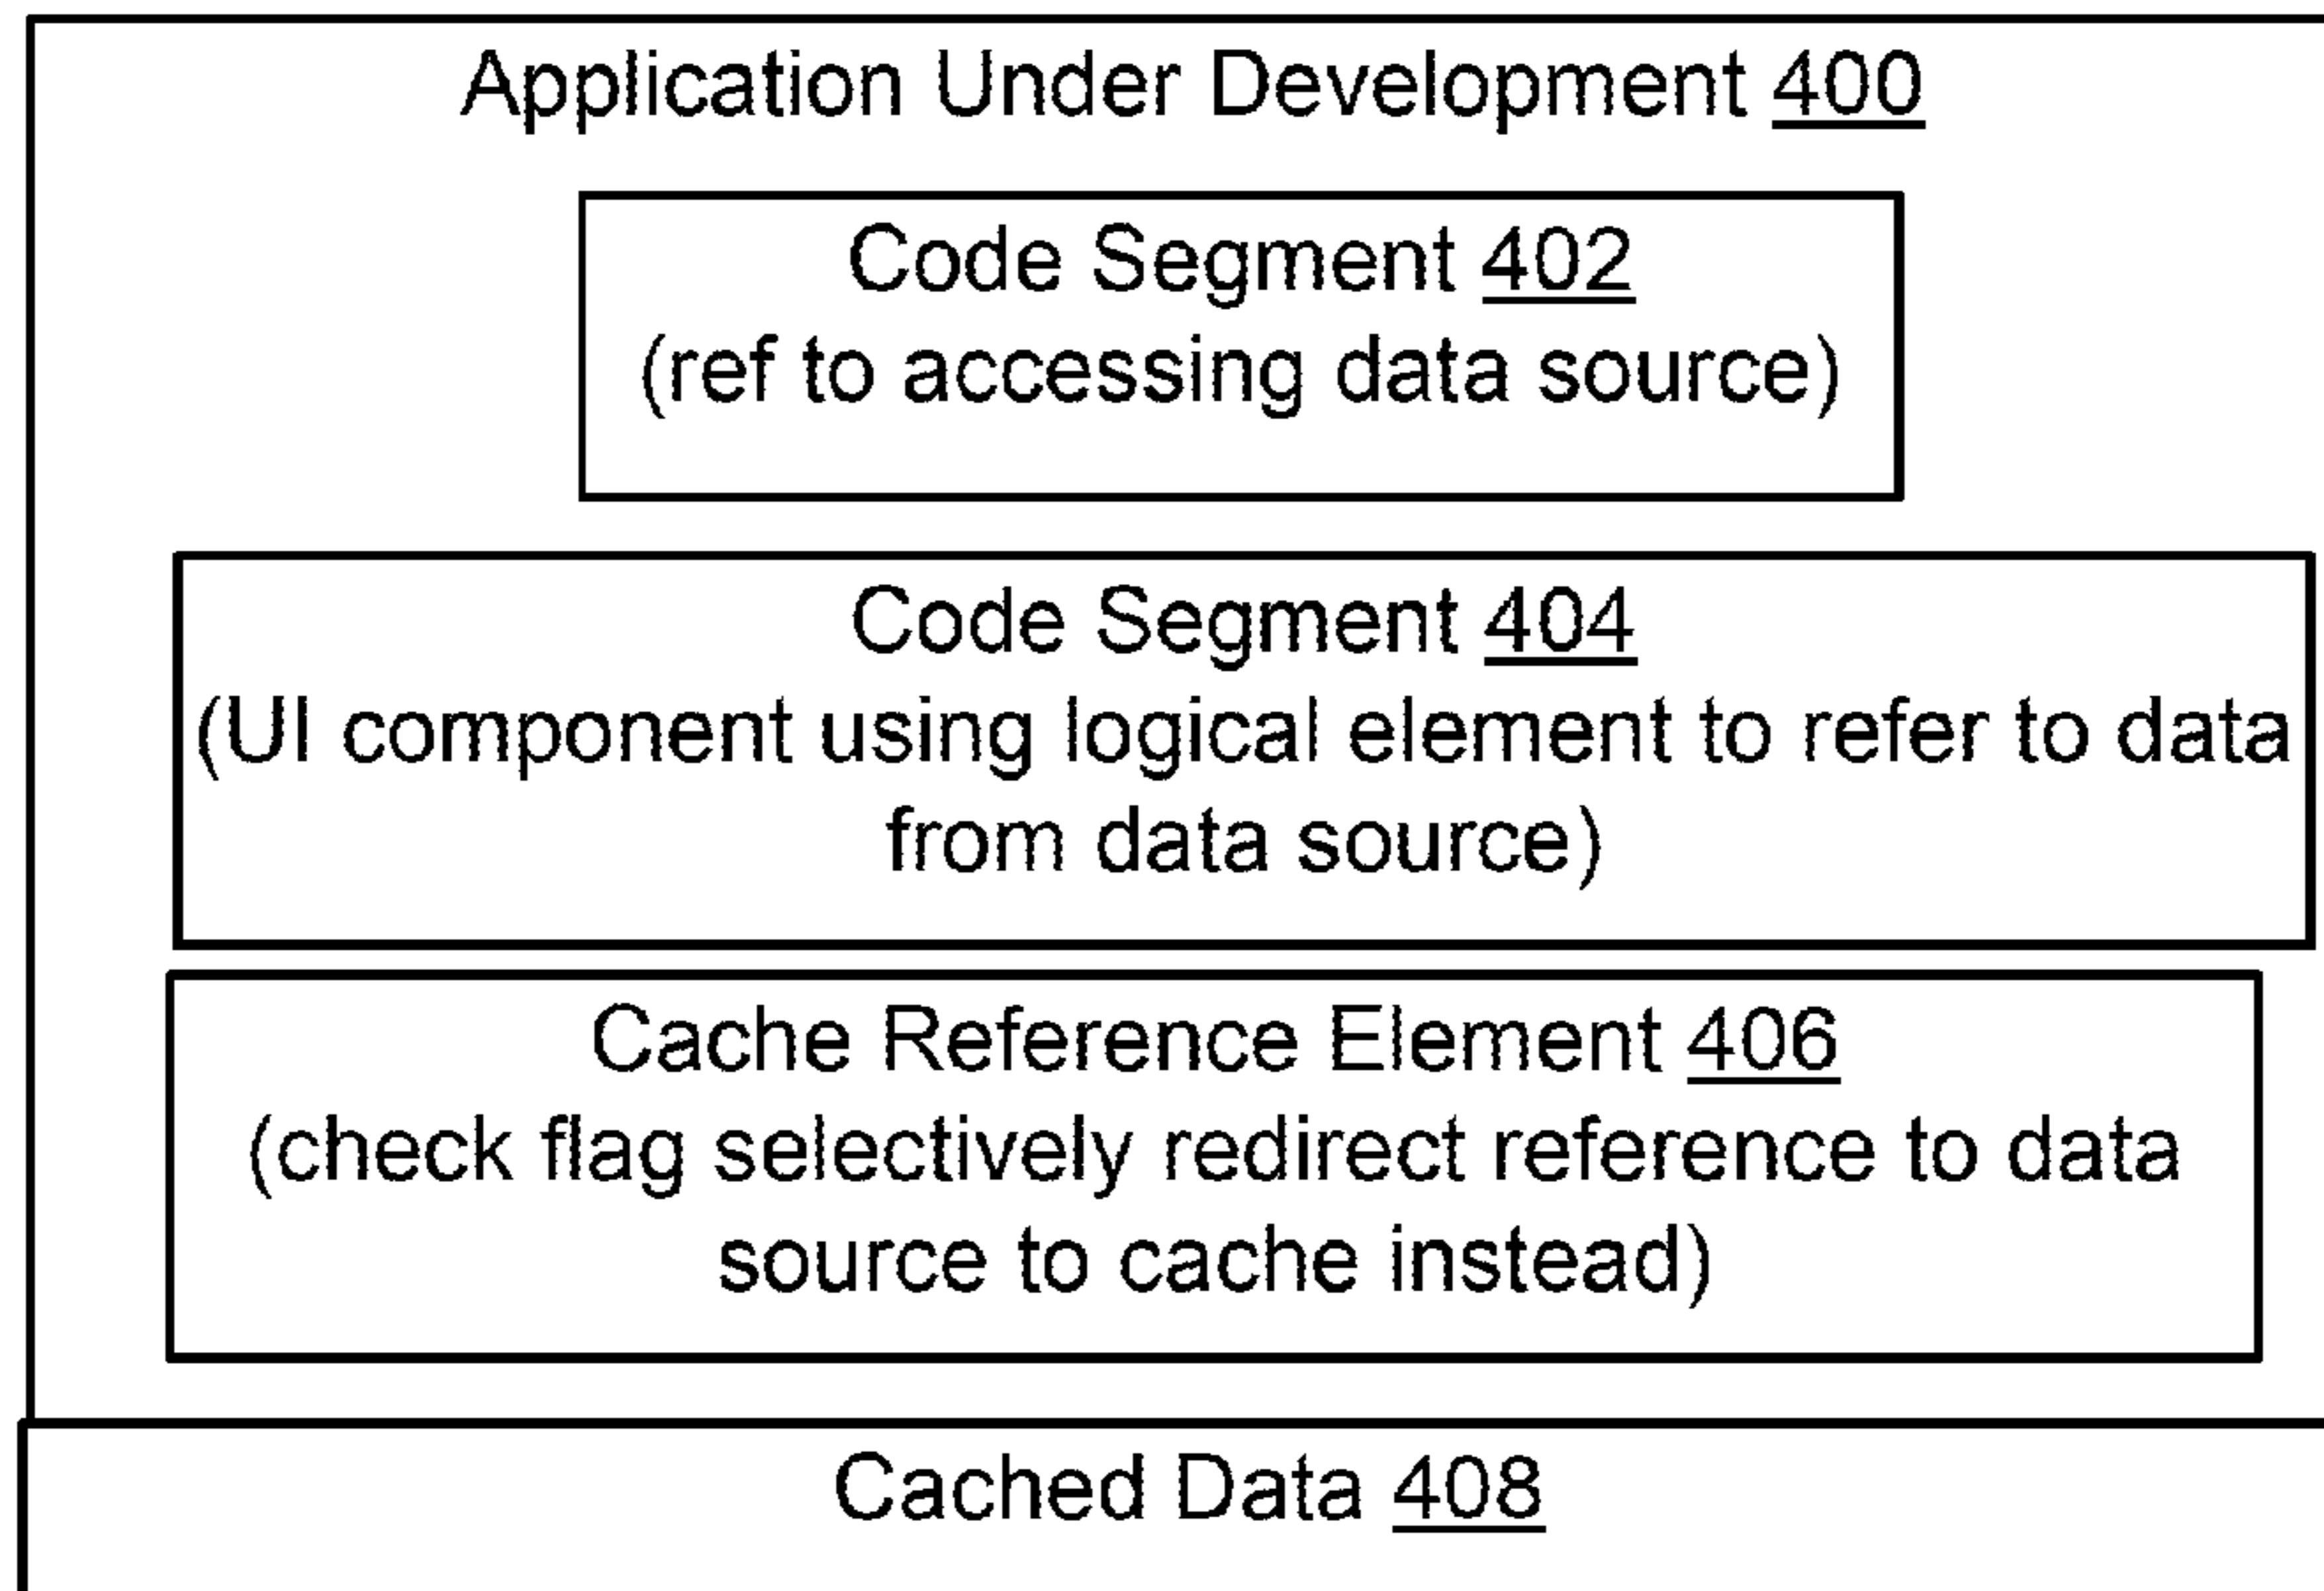 Application Under Development 400
Code Segment 402
(ref to accessing data source)
Code Segment 404
(UI component using logical element to refer to data
from data source)
Cache Reference Element 406
(check flag selectively redirect reference to data
source to cache instead)
Cached Data 408